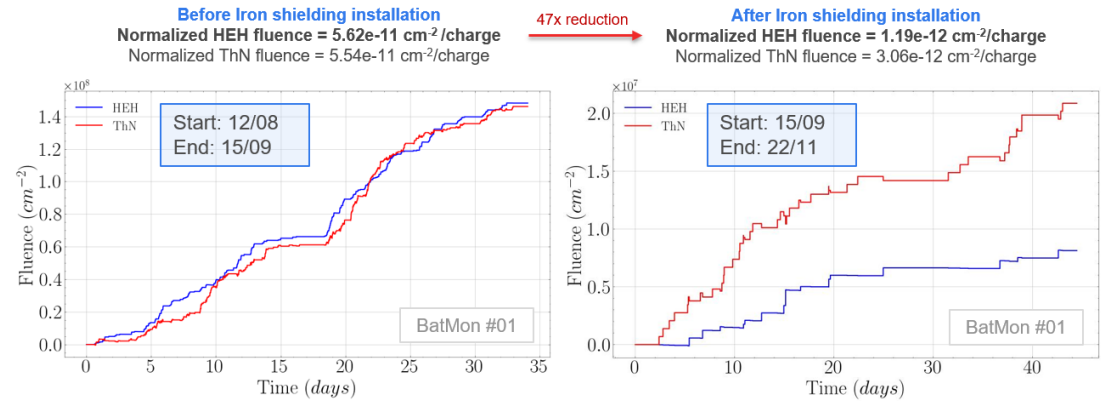 Before Iron shielding installation
Normalized HEH fluence = 5.62e-11 cm⁻²/charge
Normalized ThN fluence = 5.54e-11 cm⁻²/charge
47x reduction
After Iron shielding installation
Normalized HEH fluence = 1.19e-12 cm⁻²/charge
Normalized ThN fluence = 3.06e-12 cm⁻²/charge
×10⁸
HEH
ThN
Start: 12/08
End: 15/09
1.4
1.2
1.0
0.8
0.6
0.4
0.2
0.0
Fluence (cm⁻²)
BatMon #01
0 5 10 15 20 25 30 35
Time (days)
×10⁷
HEH
ThN
Start: 15/09
End: 22/11
2.0
1.5
1.0
0.5
0.0
Fluence (cm⁻²)
BatMon #01
0 10 20 30 40
Time (days)